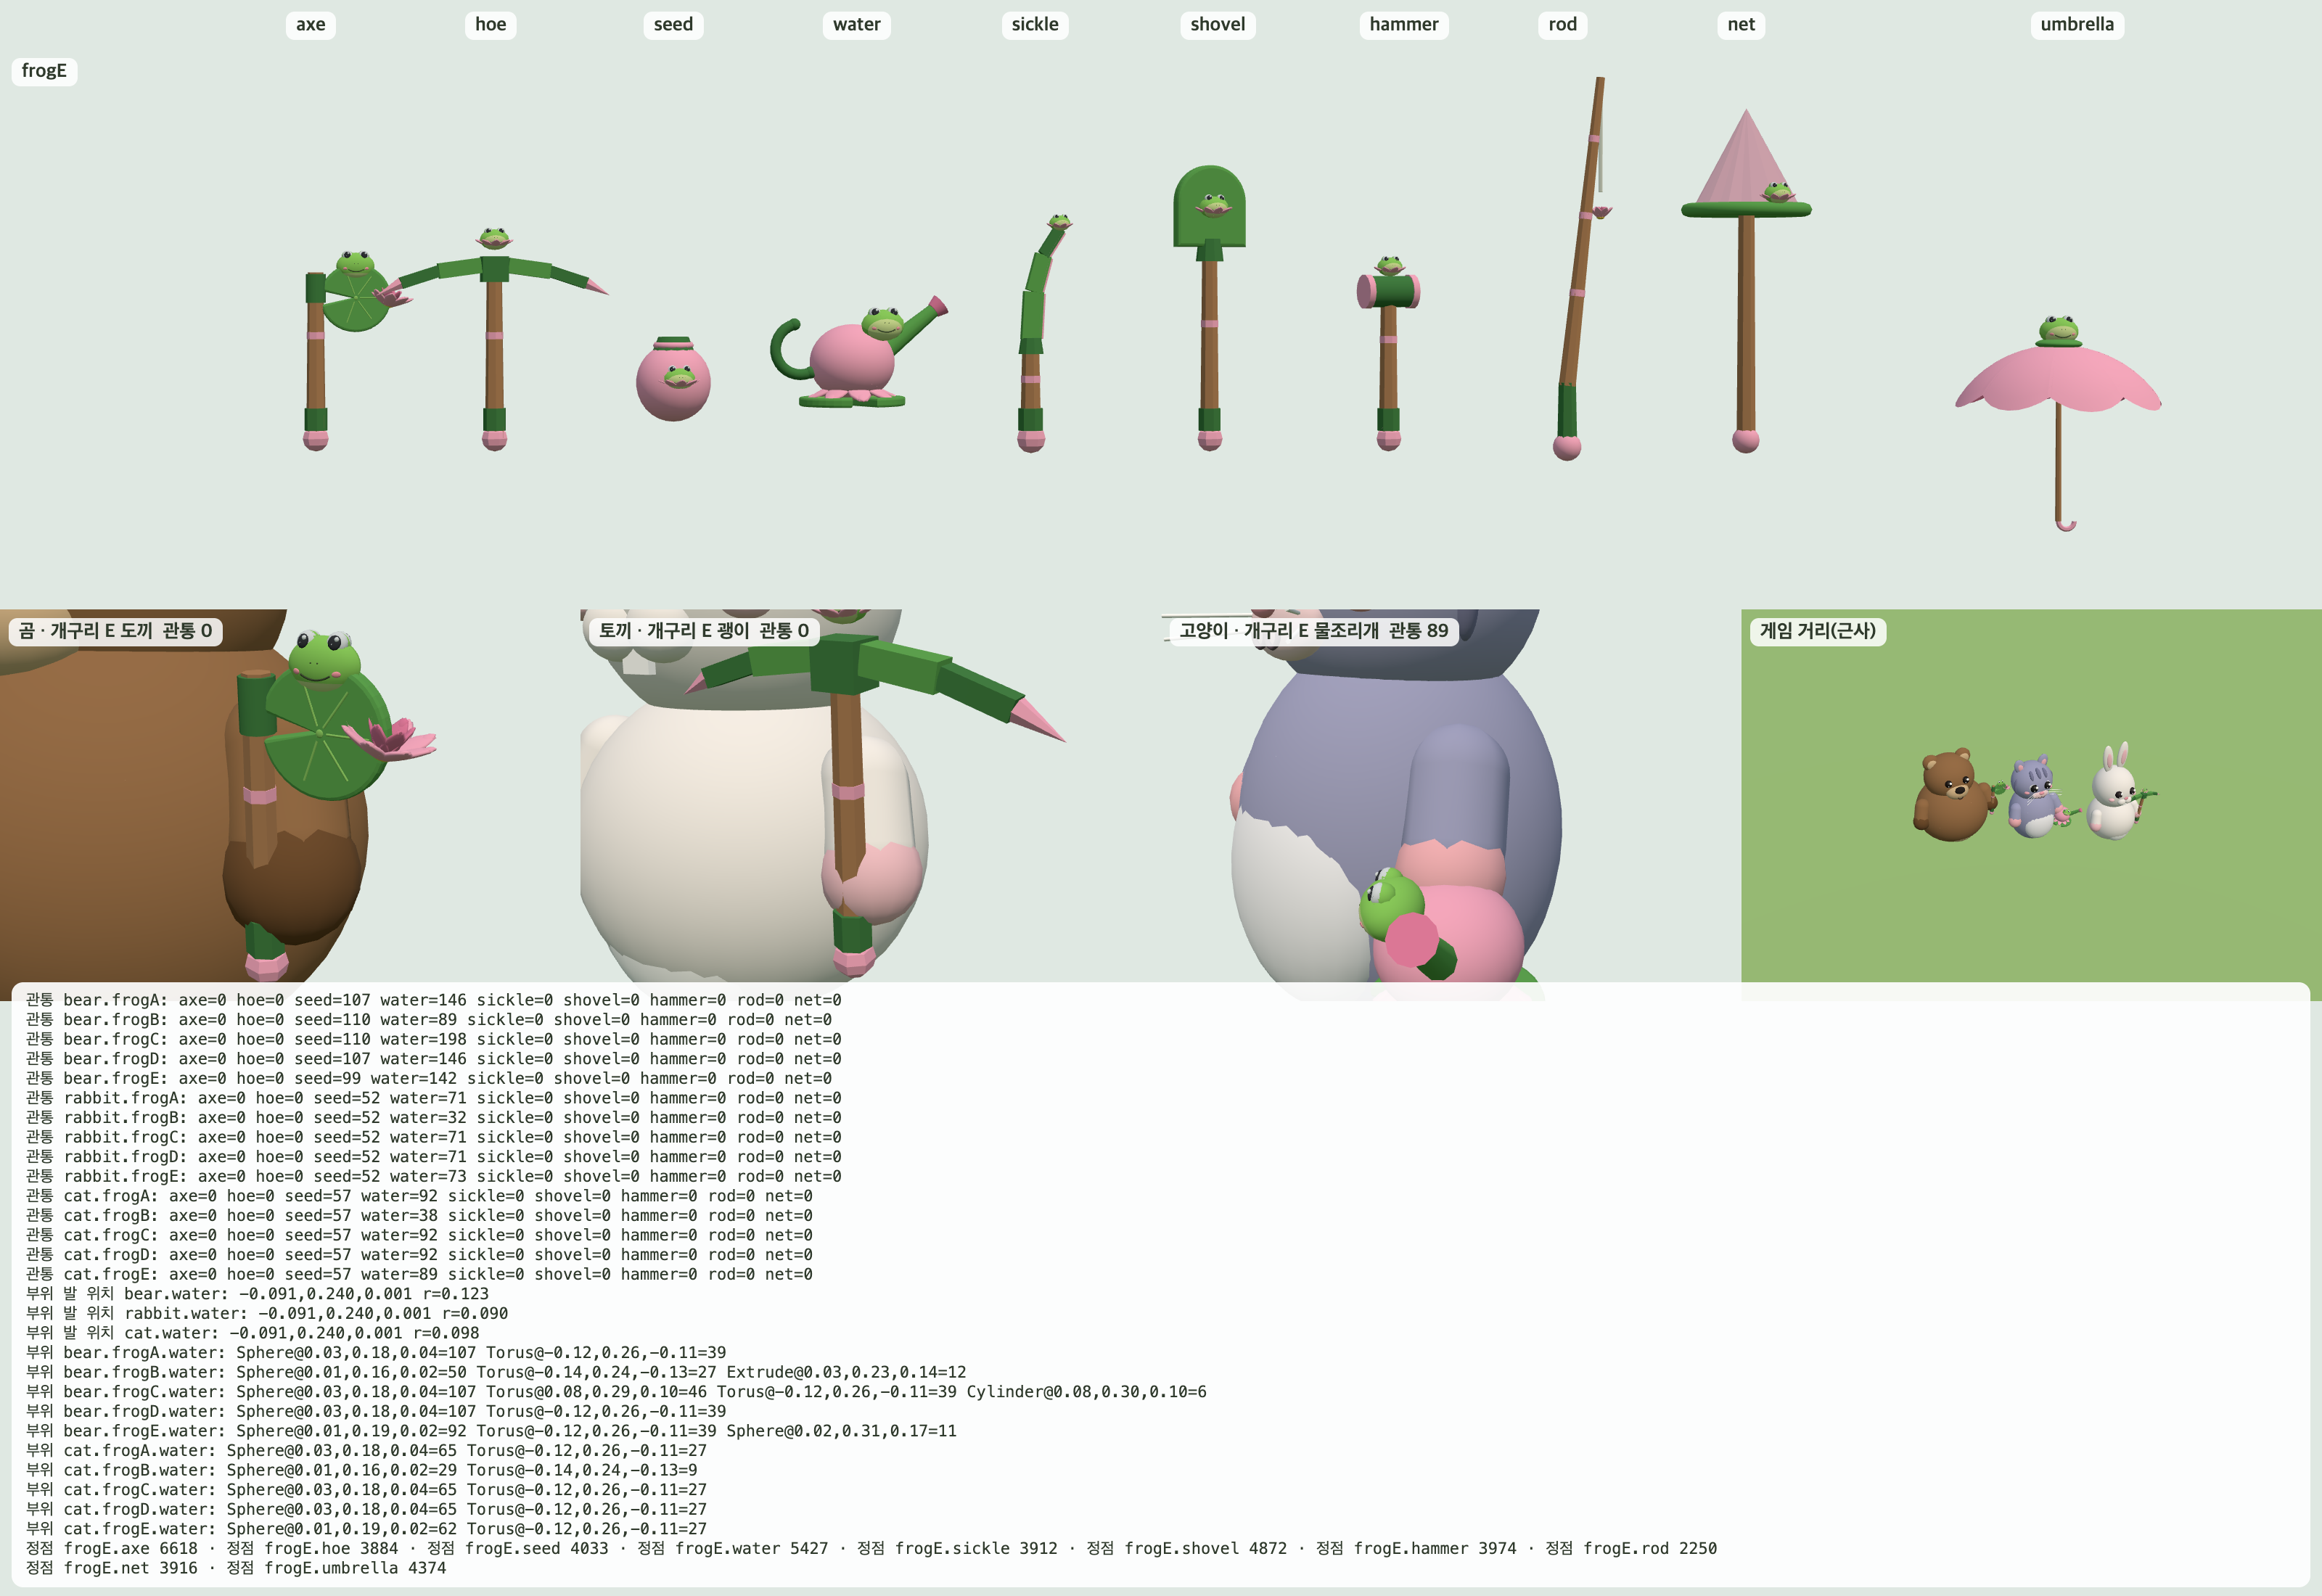 axe hoe seed water sickle shovel hammer rod net umbrella
frogE
곰 · 개구리 E 도끼 관통 0
토끼 · 개구리 E 괭이 관통 0
고양이 · 개구리 E 물조리개 관통 89
게임 거리(근사)
관통 bear.frogA: axe=0 hoe=0 seed=107 water=146 sickle=0 shovel=0 hammer=0 rod=0 net=0
관통 bear.frogB: axe=0 hoe=0 seed=110 water=89 sickle=0 shovel=0 hammer=0 rod=0 net=0
관통 bear.frogC: axe=0 hoe=0 seed=110 water=198 sickle=0 shovel=0 hammer=0 rod=0 net=0
관통 bear.frogD: axe=0 hoe=0 seed=107 water=146 sickle=0 shovel=0 hammer=0 rod=0 net=0
관통 bear.frogE: axe=0 hoe=0 seed=99 water=142 sickle=0 shovel=0 hammer=0 rod=0 net=0
관통 rabbit.frogA: axe=0 hoe=0 seed=52 water=71 sickle=0 shovel=0 hammer=0 rod=0 net=0
관통 rabbit.frogB: axe=0 hoe=0 seed=52 water=32 sickle=0 shovel=0 hammer=0 rod=0 net=0
관통 rabbit.frogC: axe=0 hoe=0 seed=52 water=71 sickle=0 shovel=0 hammer=0 rod=0 net=0
관통 rabbit.frogD: axe=0 hoe=0 seed=52 water=71 sickle=0 shovel=0 hammer=0 rod=0 net=0
관통 rabbit.frogE: axe=0 hoe=0 seed=52 water=73 sickle=0 shovel=0 hammer=0 rod=0 net=0
관통 cat.frogA: axe=0 hoe=0 seed=57 water=92 sickle=0 shovel=0 hammer=0 rod=0 net=0
관통 cat.frogB: axe=0 hoe=0 seed=57 water=38 sickle=0 shovel=0 hammer=0 rod=0 net=0
관통 cat.frogC: axe=0 hoe=0 seed=57 water=92 sickle=0 shovel=0 hammer=0 rod=0 net=0
관통 cat.frogD: axe=0 hoe=0 seed=57 water=92 sickle=0 shovel=0 hammer=0 rod=0 net=0
관통 cat.frogE: axe=0 hoe=0 seed=57 water=89 sickle=0 shovel=0 hammer=0 rod=0 net=0
부위 발 위치 bear.water: -0.091,0.240,0.001 r=0.123
부위 발 위치 rabbit.water: -0.091,0.240,0.001 r=0.090
부위 발 위치 cat.water: -0.091,0.240,0.001 r=0.098
부위 bear.frogA.water: Sphere@0.03,0.18,0.04=107 Torus@-0.12,0.26,-0.11=39
부위 bear.frogB.water: Sphere@0.01,0.16,0.02=50 Torus@-0.14,0.24,-0.13=27 Extrude@0.03,0.23,0.14=12
부위 bear.frogC.water: Sphere@0.03,0.18,0.04=107 Torus@0.08,0.29,0.10=46 Torus@-0.12,0.26,-0.11=39 Cylinder@0.08,0.30,0.10=6
부위 bear.frogD.water: Sphere@0.03,0.18,0.04=107 Torus@-0.12,0.26,-0.11=39
부위 bear.frogE.water: Sphere@0.01,0.19,0.02=92 Torus@-0.12,0.26,-0.11=39 Sphere@0.02,0.31,0.17=11
부위 cat.frogA.water: Sphere@0.03,0.18,0.04=65 Torus@-0.12,0.26,-0.11=27
부위 cat.frogB.water: Sphere@0.01,0.16,0.02=29 Torus@-0.14,0.24,-0.13=9
부위 cat.frogC.water: Sphere@0.03,0.18,0.04=65 Torus@-0.12,0.26,-0.11=27
부위 cat.frogD.water: Sphere@0.03,0.18,0.04=65 Torus@-0.12,0.26,-0.11=27
부위 cat.frogE.water: Sphere@0.01,0.19,0.02=62 Torus@-0.12,0.26,-0.11=27
정점 frogE.axe 6618 · 정점 frogE.hoe 3884 · 정점 frogE.seed 4033 · 정점 frogE.water 5427 · 정점 frogE.sickle 3912 · 정점 frogE.shovel 4872 · 정점 frogE.hammer 3974 · 정점 frogE.rod 2250
정점 frogE.net 3916 · 정점 frogE.umbrella 4374